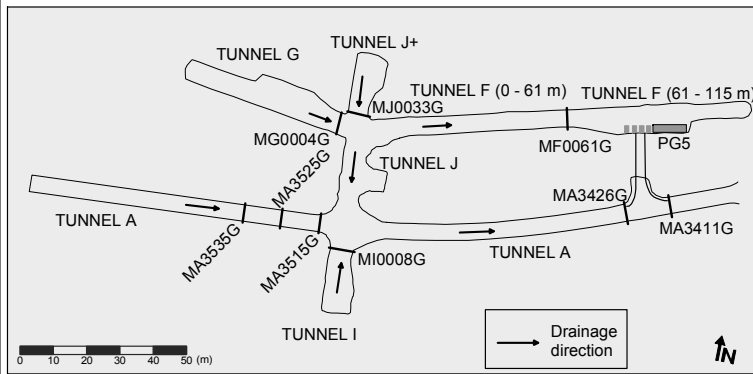 TUNNEL J+
TUNNEL G
TUNNEL F (0 - 61 m)
TUNNEL F (61 - 115 m)
MJ0033G
MG0004G
MF0061G
PG5
MA3525G
TUNNEL J
MA3426G
TUNNEL A
MA3535G
MA3515G
MI0008G
TUNNEL A
MA3411G
TUNNEL I
Drainage
direction
0 10 20 30 40 50 (m)
N